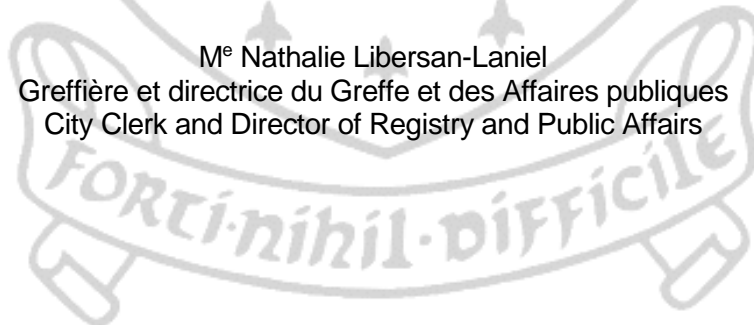 Mᵉ Nathalie Libersan-Laniel
Greffière et directrice du Greffe et des Affaires publiques
City Clerk and Director of Registry and Public Affairs
FORTI·NIHIL·DIFFICILE